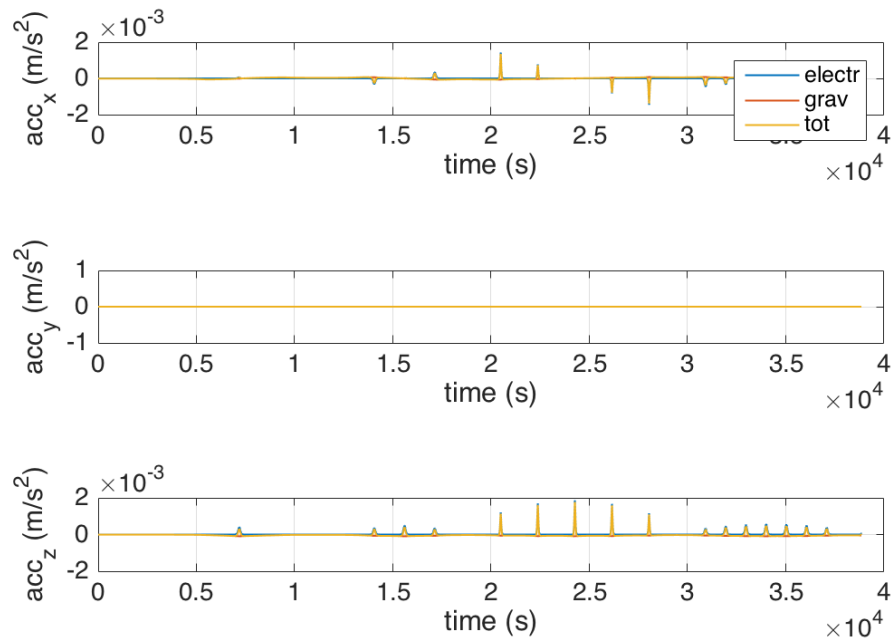 ×10⁻³
2
0
-2
acc_x (m/s²)
electr
grav
tot
0 0.5 1 1.5 2 2.5 3 3.5 4
time (s)
×10⁴
1
0
-1
acc_y (m/s²)
0 0.5 1 1.5 2 2.5 3 3.5 4
time (s)
×10⁴
×10⁻³
2
0
-2
acc_z (m/s²)
0 0.5 1 1.5 2 2.5 3 3.5 4
time (s)
×10⁴